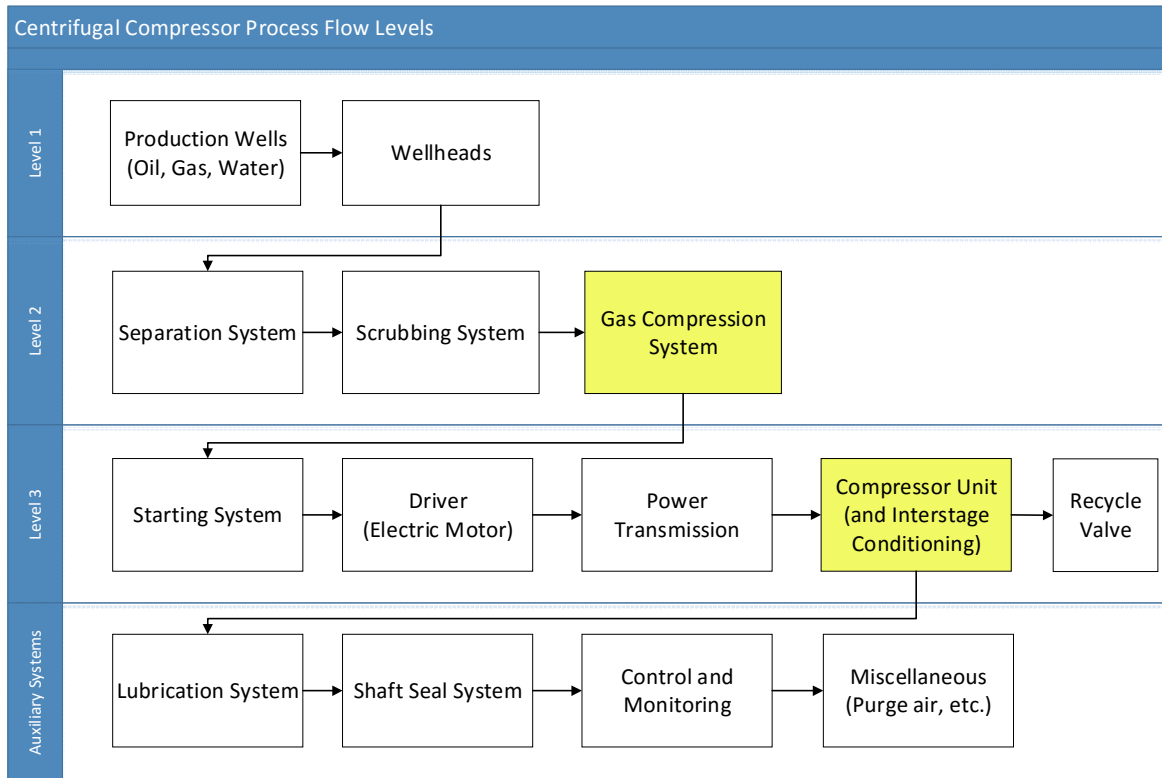 Centrifugal Compressor Process Flow Levels
Level 1
Production Wells
(Oil, Gas, Water)
Wellheads
Level 2
Separation System
Scrubbing System
Gas Compression
System
Level 3
Starting System
Driver
(Electric Motor)
Power
Transmission
Compressor Unit
(and Interstage
Conditioning)
Recycle
Valve
Auxiliary Systems
Lubrication System
Shaft Seal System
Control and
Monitoring
Miscellaneous
(Purge air, etc.)